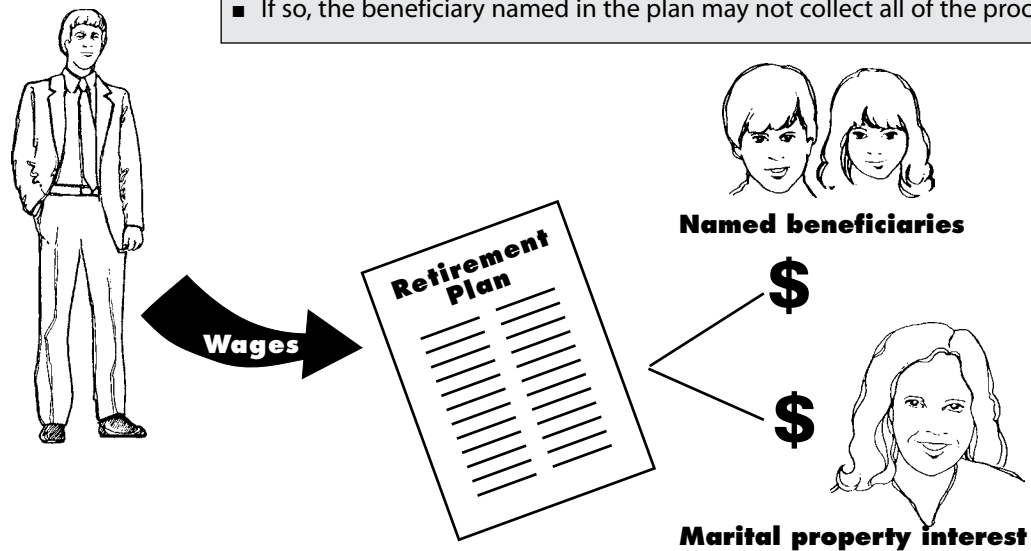 ■ If so, the beneficiary named in the plan may not collect all of the
Named beneficiaries
Retirement
Plan
$
Wages
$
Marital property interest